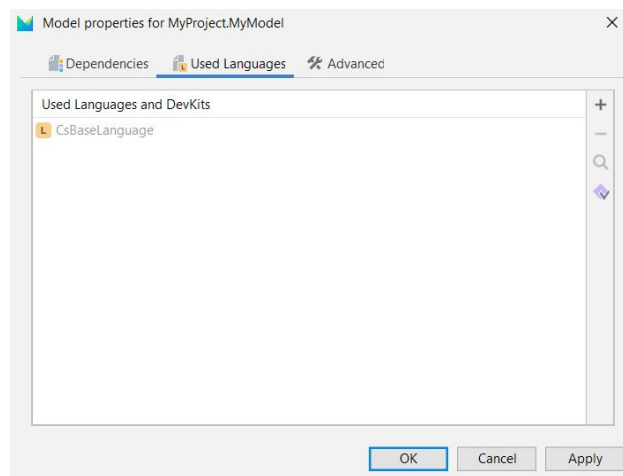 Model properties for MyProject.MyModel
Dependencies Used Languages Advanced
Used Languages and DevKits
L CsBaseLanguage
OK Cancel Apply